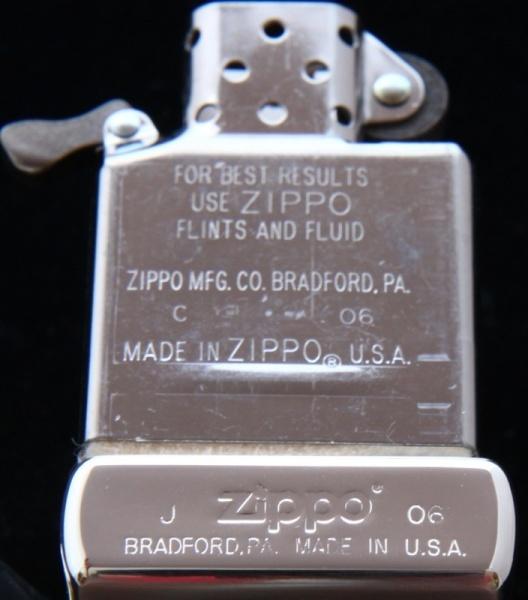 FOR BEST RESULTS
USE ZIPPO
FLINTS AND FLUID
ZIPPO MFG. CO. BRADFORD, PA.
C 06
MADE IN ZIPPO® U.S.A.
J Zippo® 06
BRADFORD, PA. MADE IN U.S.A.